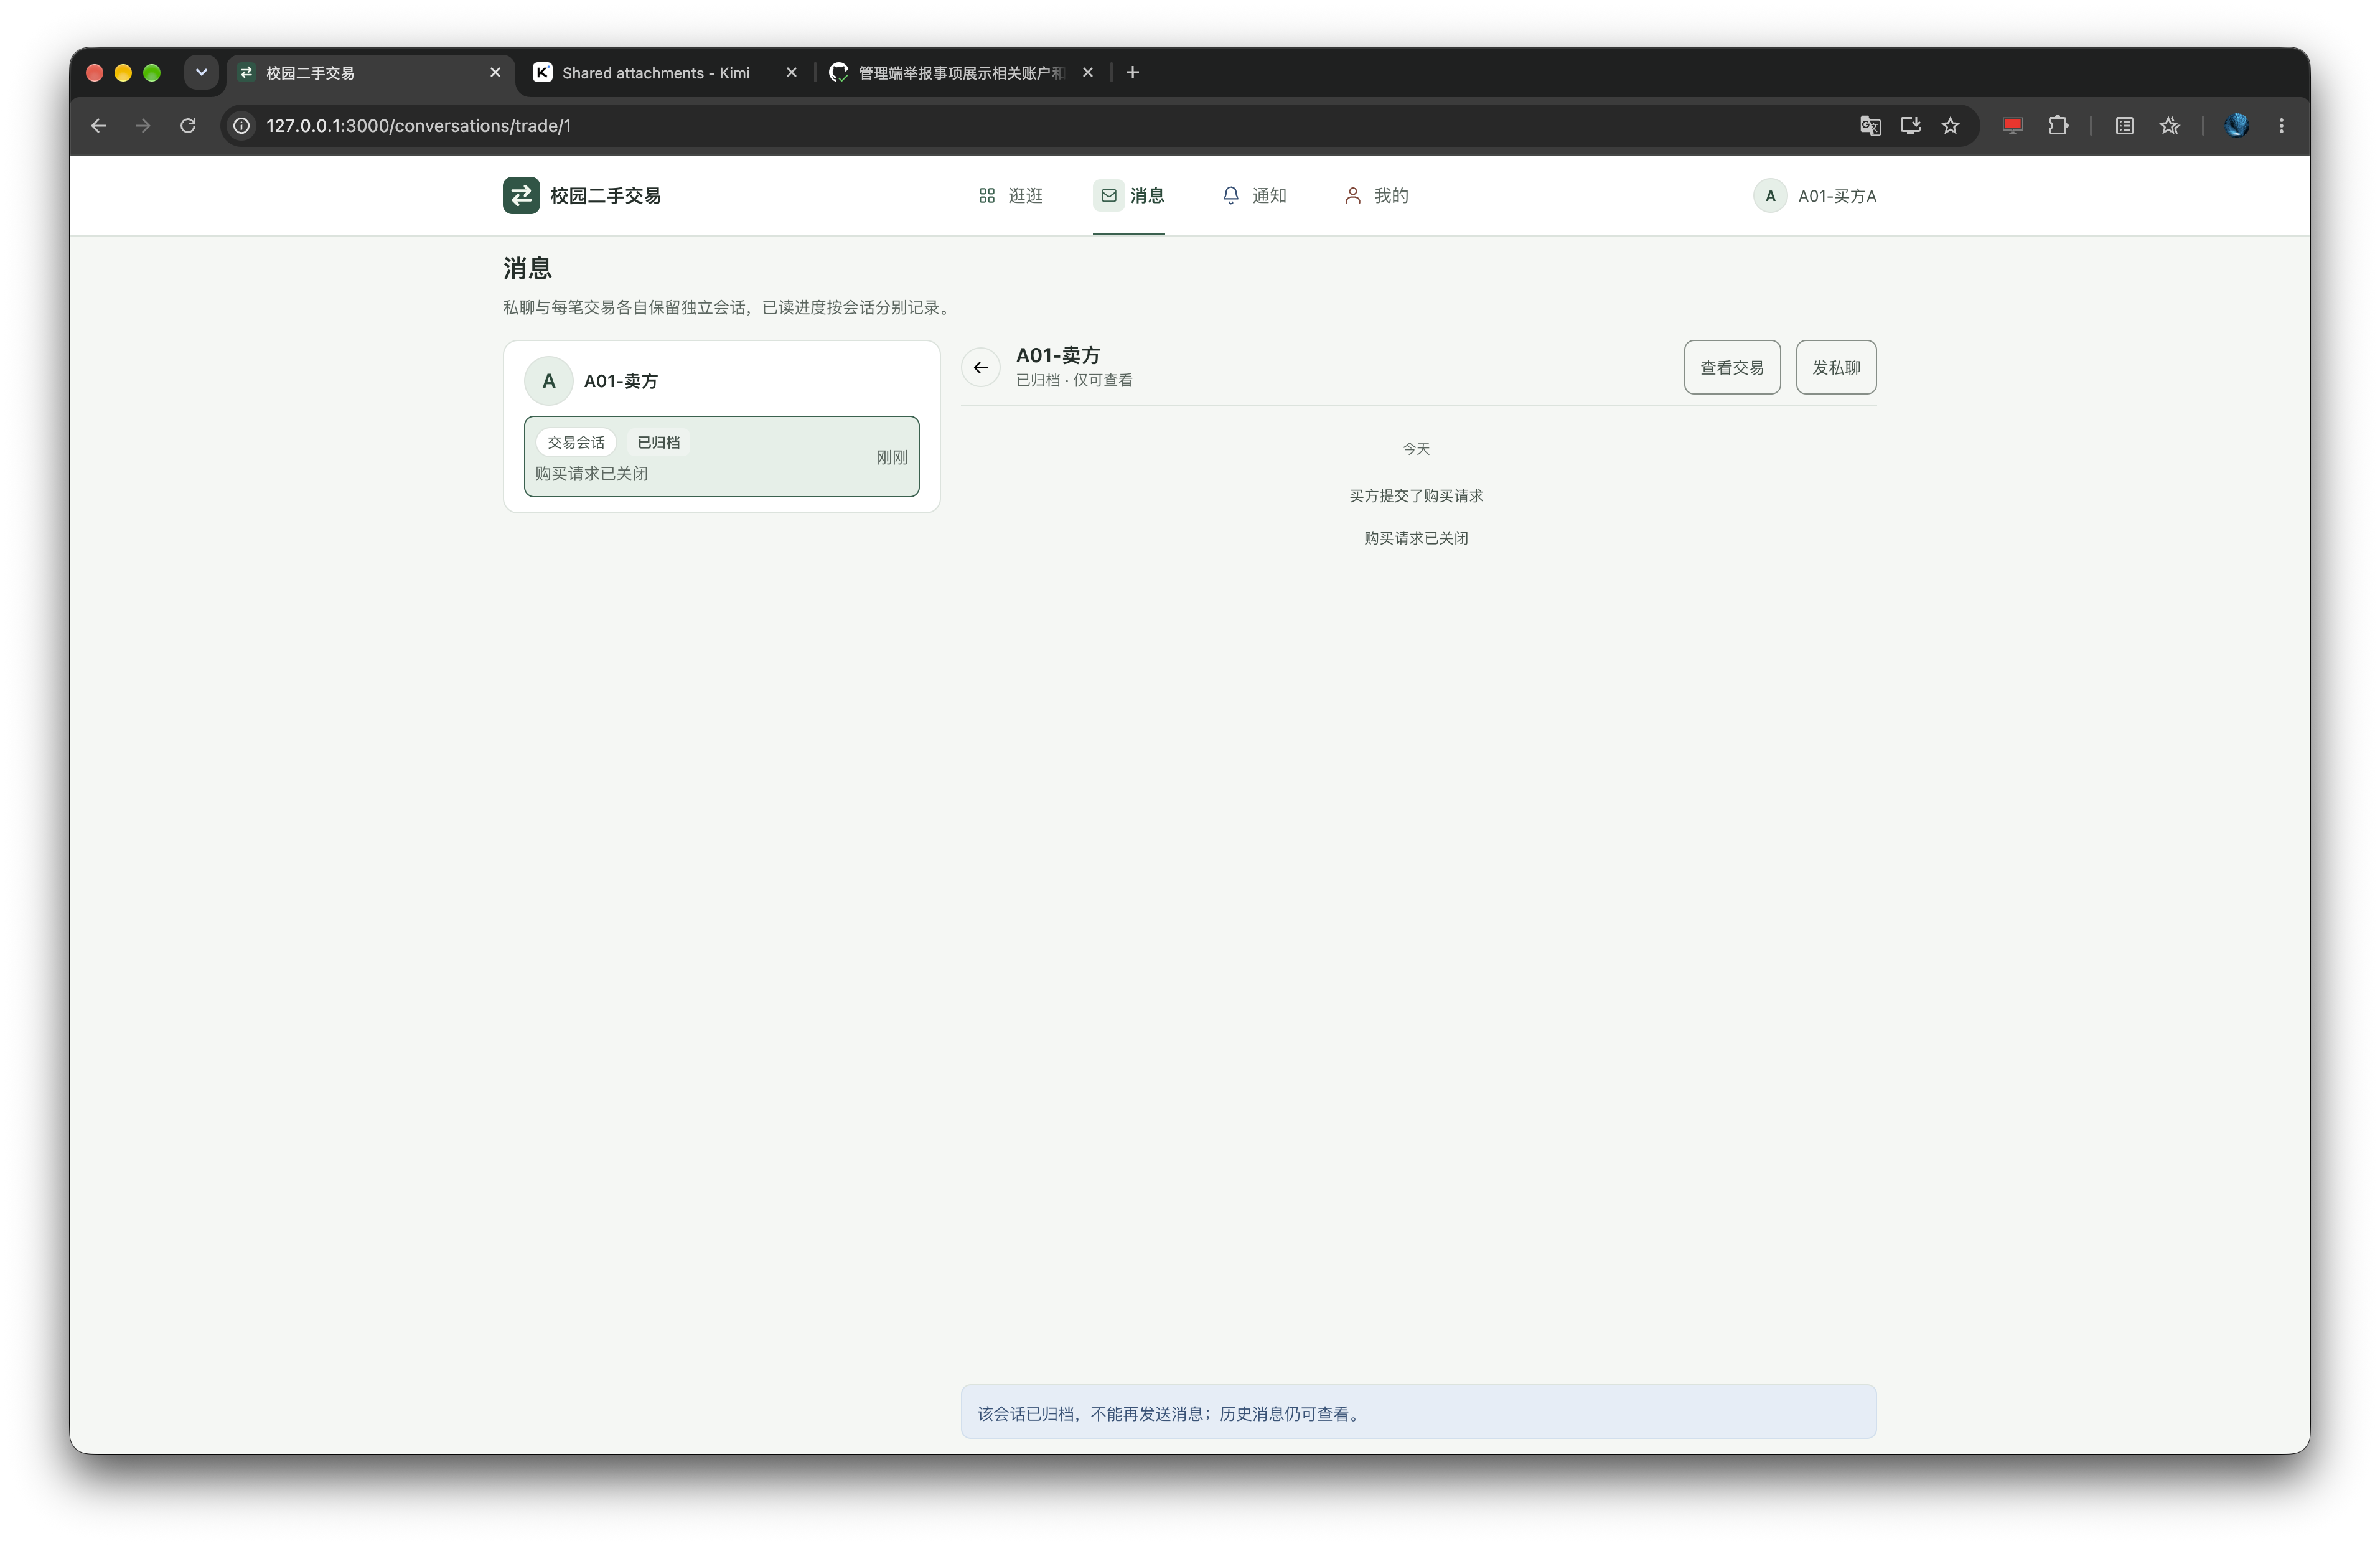 校园二手交易
Shared attachments - Kimi
管理端举报事项展示相关账户和
127.0.0.1:3000/conversations/trade/1
校园二手交易
逛逛
消息
通知
我的
A
A01-买方A
消息
私聊与每笔交易各自保留独立会话，已读进度按会话分别记录。
A
A01-卖方
交易会话
已归档
购买请求已关闭
刚刚
A01-卖方
已归档 · 仅可查看
查看交易
发私聊
今天
买方提交了购买请求
购买请求已关闭
该会话已归档，不能再发送消息；历史消息仍可查看。